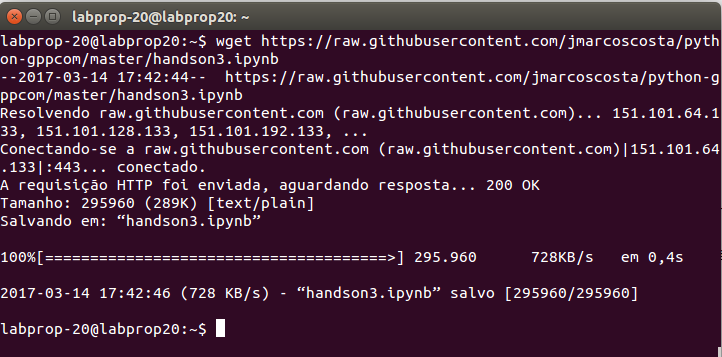 labprop-20@labprop20: ~
labprop-20@labprop20:~$ wget https://raw.githubusercontent.com/jmarcoscosta/pyth
on-gppcom/master/handson3.ipynb
--2017-03-14 17:42:44--  https://raw.githubusercontent.com/jmarcoscosta/python-g
ppcom/master/handson3.ipynb
Resolvendo raw.githubusercontent.com (raw.githubusercontent.com)... 151.101.64.1
33, 151.101.128.133, 151.101.192.133, ...
Conectando-se a raw.githubusercontent.com (raw.githubusercontent.com)|151.101.64
.133|:443... conectado.
A requisição HTTP foi enviada, aguardando resposta... 200 OK
Tamanho: 295960 (289K) [text/plain]
Salvando em: “handson3.ipynb”
100%[======================================>] 295.960      728KB/s   em 0,4s
2017-03-14 17:42:46 (728 KB/s) - “handson3.ipynb” salvo [295960/295960]
labprop-20@labprop20:~$